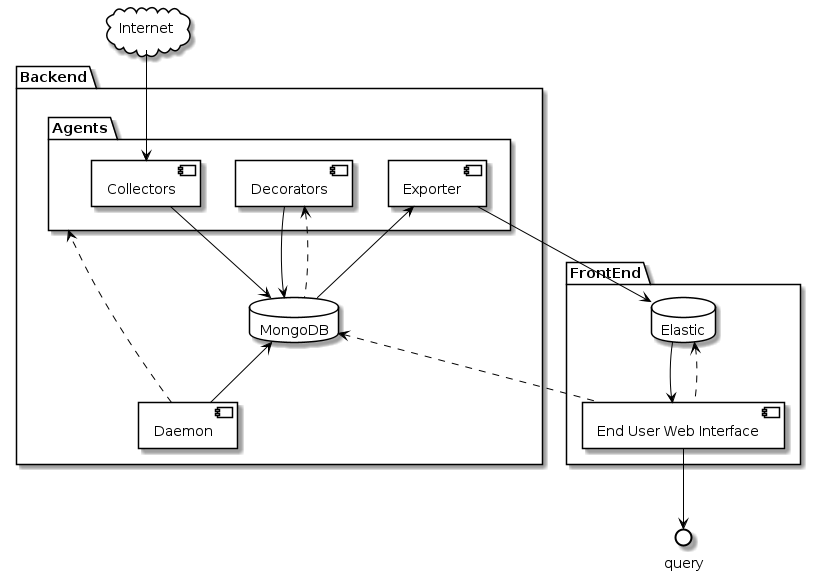 Internet
Backend
Agents
Collectors
Decorators
Exporter
FrontEnd
MongoDB
Elastic
Daemon
End User Web Interface
query